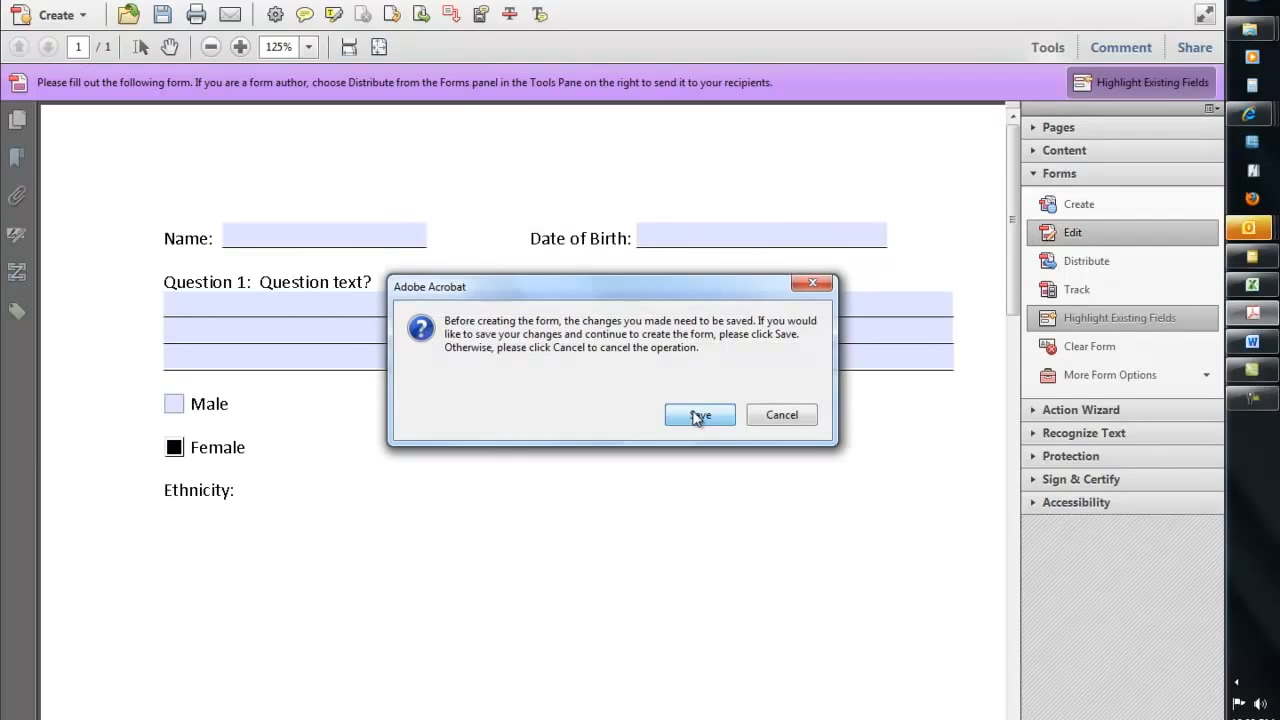 Create
1 / 1
125%
Tools
Comment
Share
Please fill out the following form. If you are a form author, choose Distribute from the Forms panel in the Tools Pane on the right to send it to your recipients.
Highlight Existing Fields
Pages
Content
Forms
Create
Edit
Distribute
Track
Highlight Existing Fields
Clear Form
More Form Options
Action Wizard
Recognize Text
Protection
Sign & Certify
Accessibility
Name:
Date of Birth:
Question 1: Question text?
Adobe Acrobat
Before creating the form, the changes you made need to be saved. If you would
like to save your changes and continue to create the form, please click Save.
Otherwise, please click Cancel to cancel the operation.
Save
Cancel
Male
Female
Ethnicity: